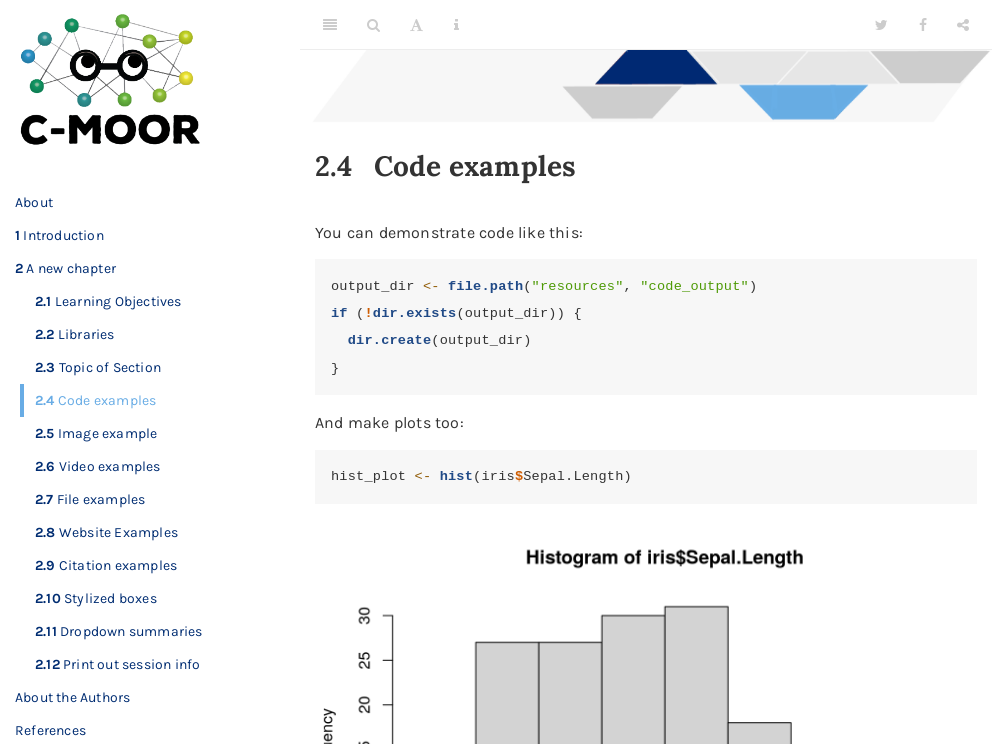 C-MOOR
About
1 Introduction
2 A new chapter
2.1 Learning Objectives
2.2 Libraries
2.3 Topic of Section
2.4 Code examples
2.5 Image example
2.6 Video examples
2.7 File examples
2.8 Website Examples
2.9 Citation examples
2.10 Stylized boxes
2.11 Dropdown summaries
2.12 Print out session info
About the Authors
References
2.4 Code examples
You can demonstrate code like this:
output_dir <- file.path("resources", "code_output")
if (!dir.exists(output_dir)) {
  dir.create(output_dir)
}
And make plots too:
hist_plot <- hist(iris$Sepal.Length)
Histogram of iris$Sepal.Length
30
25
20